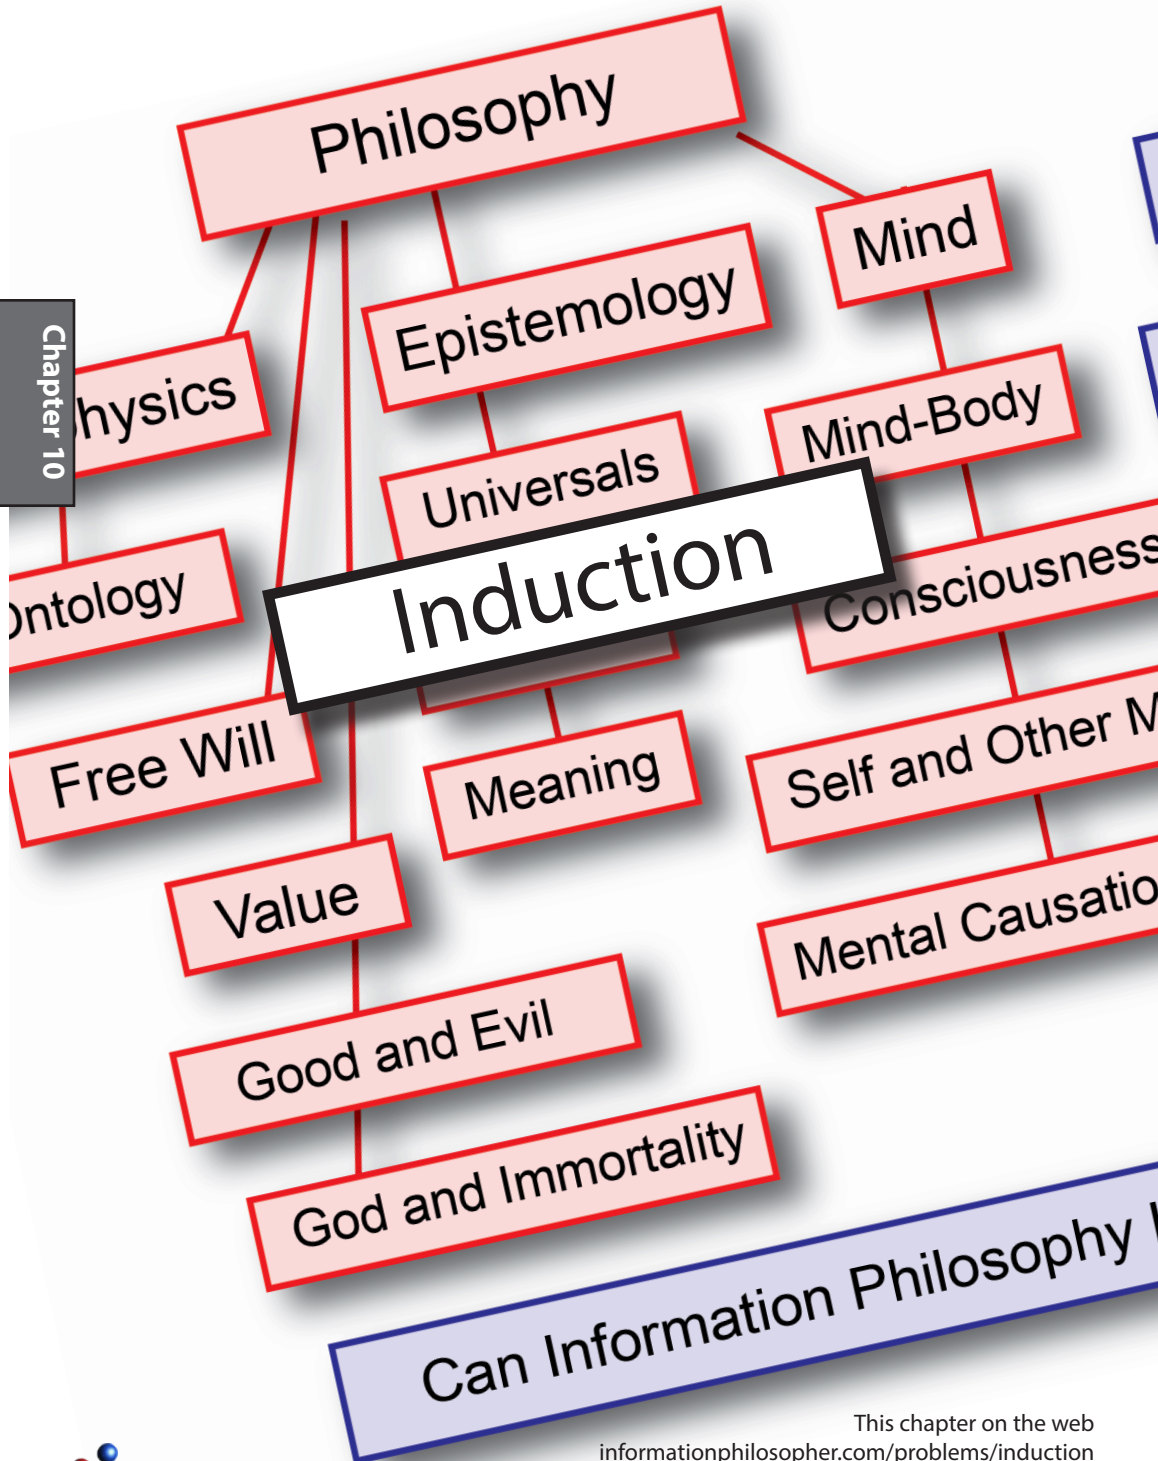 Philosophy
Mind
Epistemology
Chapter 10
hysics
Mind-Body
Universals
Induction
Consciousness
Ontology
Free Will
Meaning
Self and Other M
Value
Mental Causatio
Good and Evil
God and Immortality
Can Information Philosophy
This chapter on the web
informationphilosopher.com/problems/induction